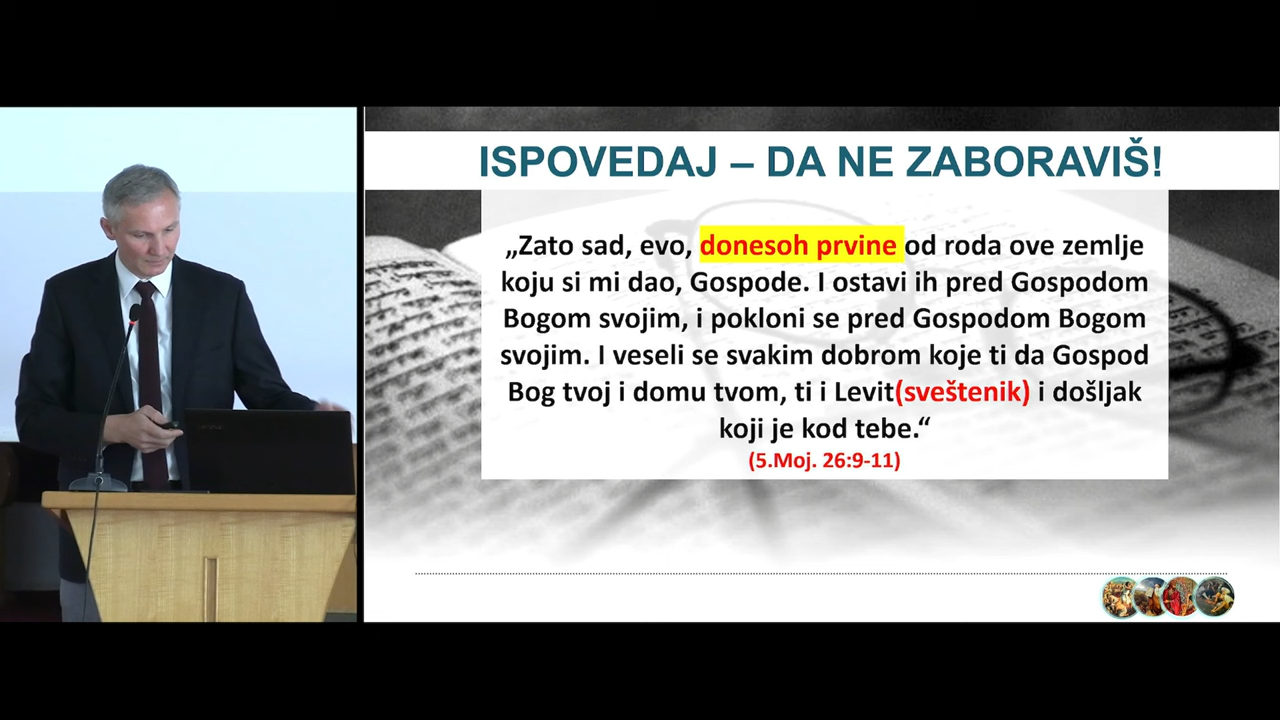 ISPOVEDAJ – DA NE ZABORAVIŠ!
„Zato sad, evo, donesoh prvine od roda ove zemlje
koju si mi dao, Gospode. I ostavi ih pred Gospodom
Bogom svojim, i pokloni se pred Gospodom Bogom
svojim. I veseli se svakim dobrom koje ti da Gospod
Bog tvoj i domu tvom, ti i Levit(sveštenik) i došljak
koji je kod tebe.“
(5.Moj. 26:9-11)